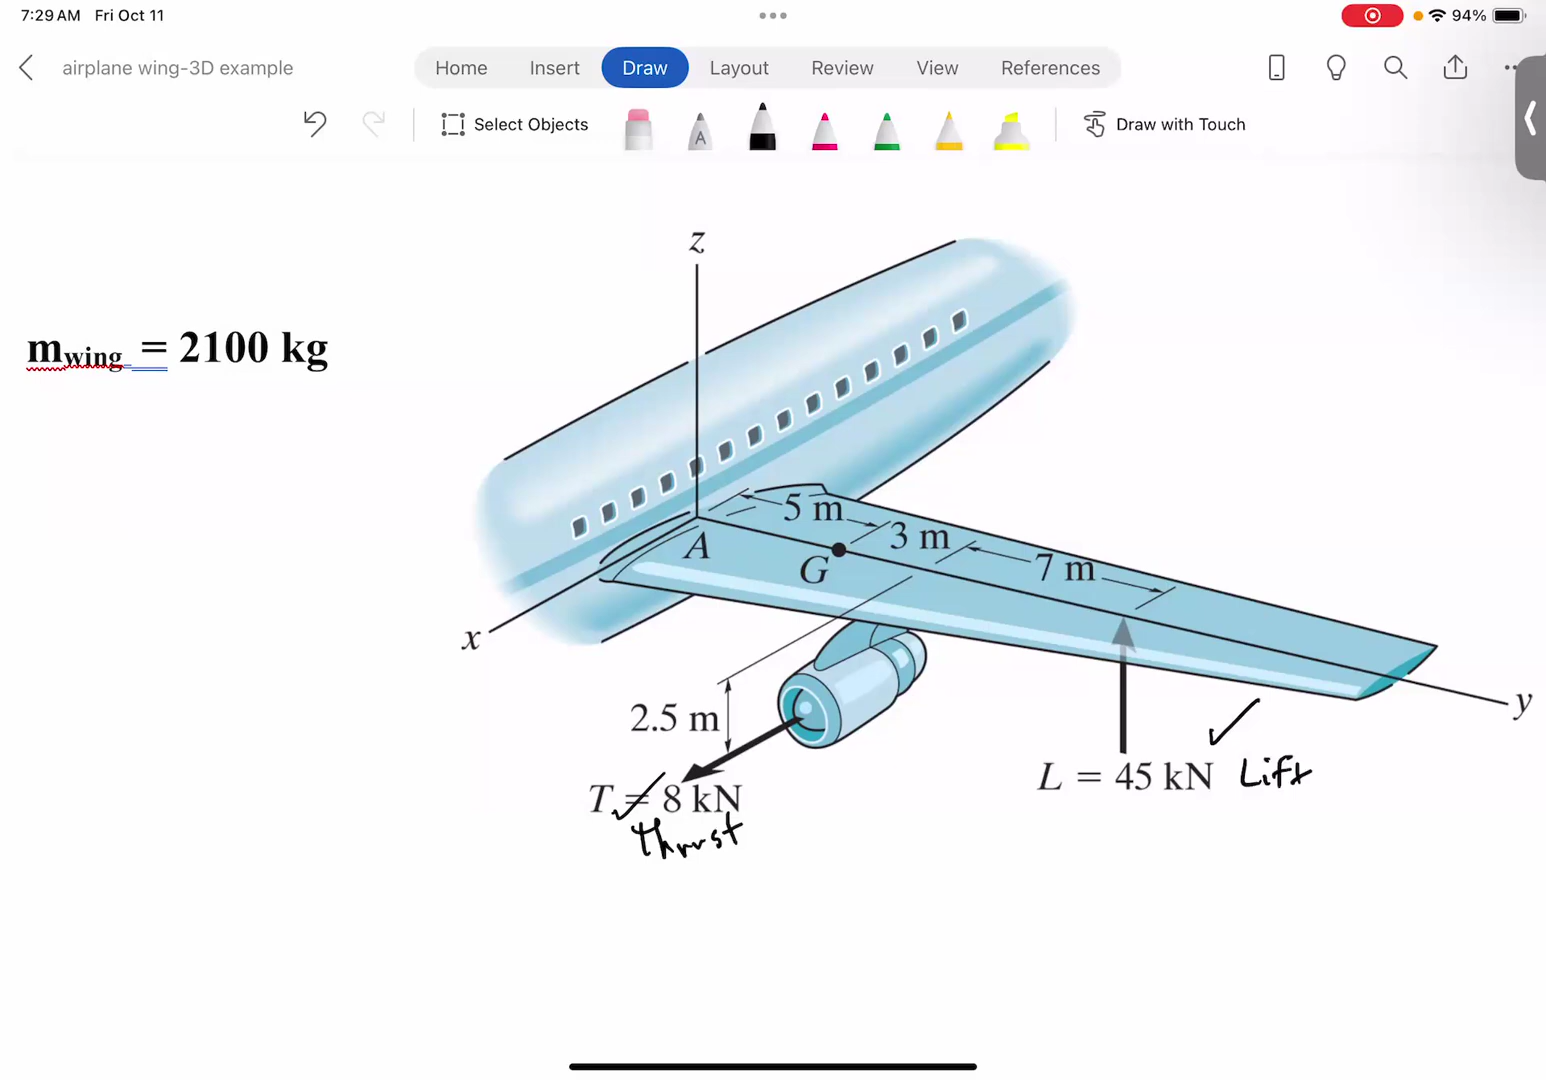 7:29 AM Fri Oct 11
94%
airplane wing-3D example
Home Insert Draw Layout Review View References
Select Objects
A
Draw with Touch
z
m_wing_ = 2100 kg
5 m
3 m
A
G
7 m
x
2.5 m
y
T = 8 kN
L = 45 kN Lift
Thrust